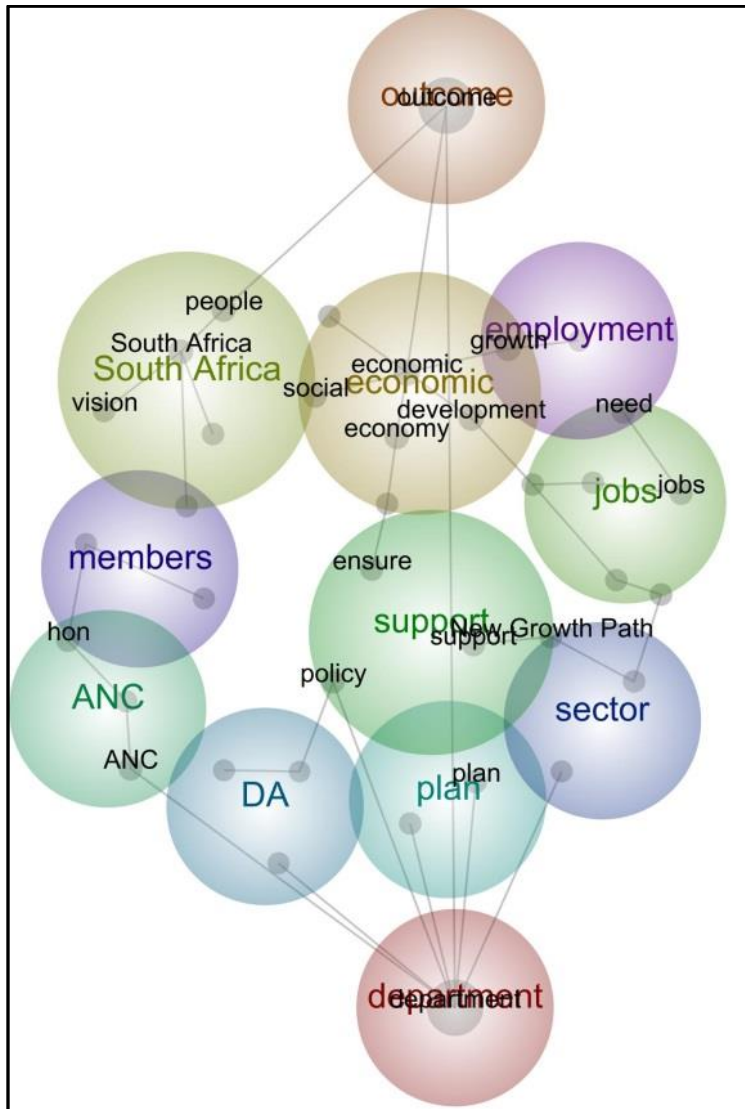 outcome
outcome
people
South Africa
South Africa
vision
social
economic
economic
growth
employment
development
economy
need
jobs
jobs
members
ensure
hon
support
support
New Growth Path
policy
ANC
ANC
sector
DA
plan
plan
department
department